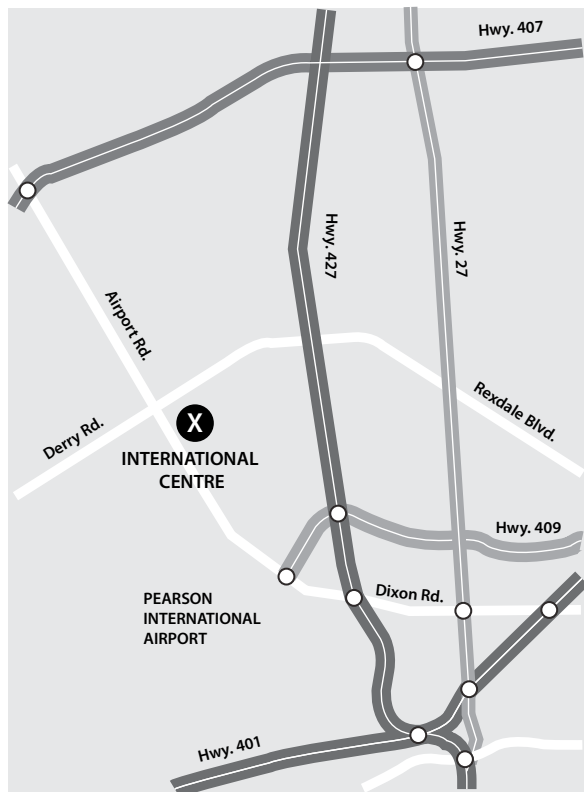 Hwy. 407
Hwy. 427
Hwy. 27
Airport Rd.
Rexdale Blvd.
Derry Rd.
X
INTERNATIONAL
CENTRE
Hwy. 409
Dixon Rd.
PEARSON
INTERNATIONAL
AIRPORT
Hwy. 401